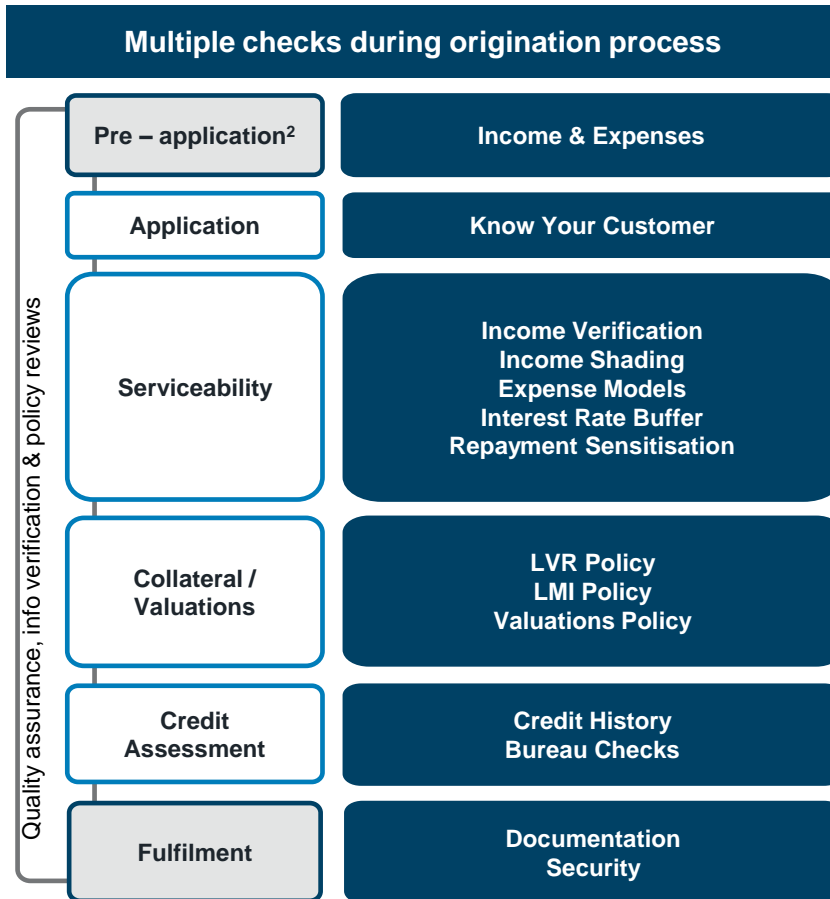 Multiple checks during origination process
Quality assurance, info verification & policy reviews
Pre – application²
Income & Expenses
Application
Know Your Customer
Serviceability
Income Verification
Income Shading
Expense Models
Interest Rate Buffer
Repayment Sensitisation
Collateral /
Valuations
LVR Policy
LMI Policy
Valuations Policy
Credit
Assessment
Credit History
Bureau Checks
Fulfilment
Documentation
Security